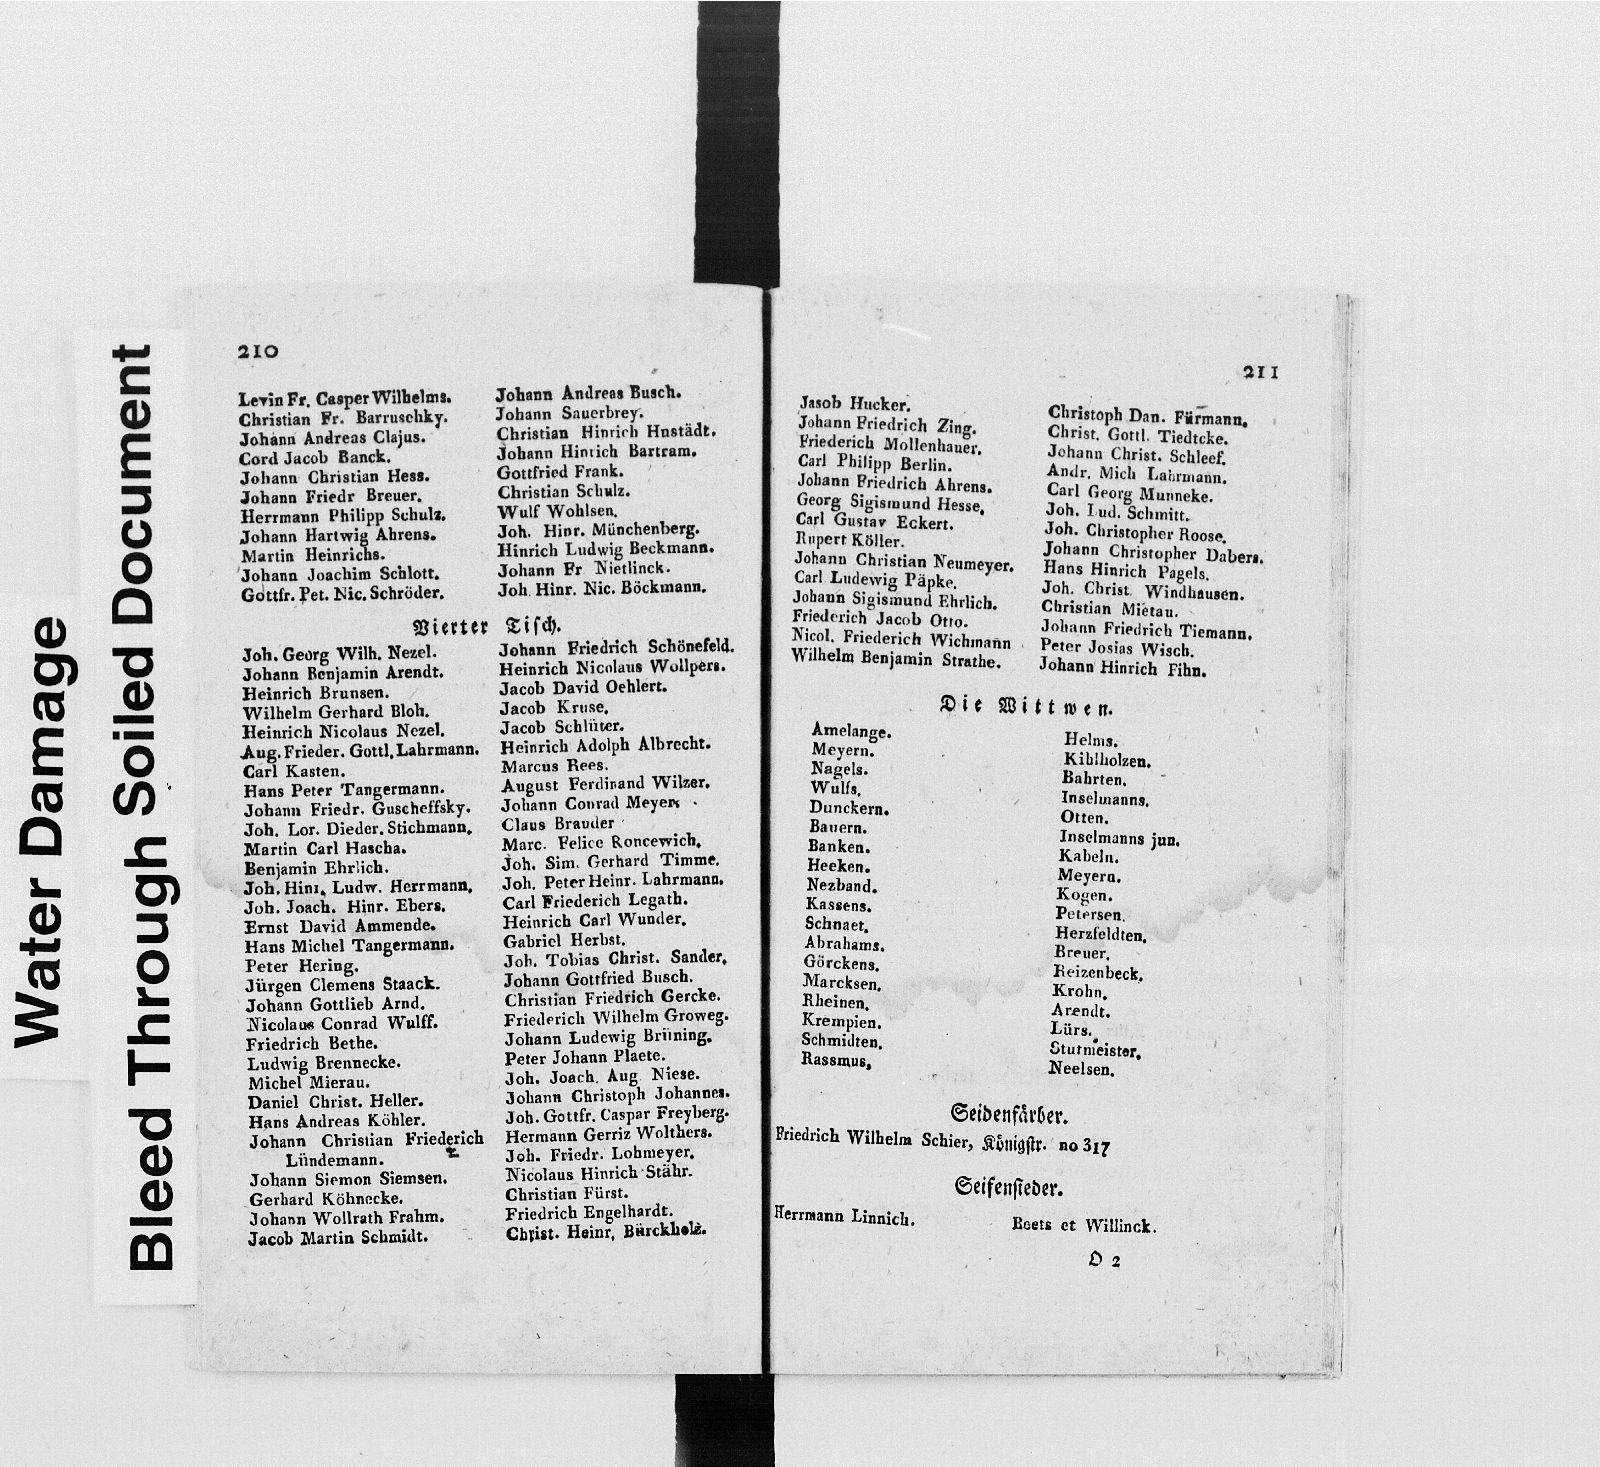 Water Damage
Bleed Through Soiled Document
210
Levin Fr. Casper Wilhelms.
Christian Fr. Barruschky.
Johann Andreas Clajus.
Cord Jacob Banck.
Johann Christian Hess.
Johann Friedr Breuer.
Herrmann Philipp Schulz.
Johann Hartwig Ahrens.
Martin Heinrichs.
Johann Joachim Schlott.
Gottfr. Pet. Nic. Schröder.
Johann Andreas Busch.
Johann Sauerbrey.
Christian Hinrich Hustädt.
Johann Hinrich Bartram.
Gottfried Frank.
Christian Schulz.
Wulf Wohlsen.
Joh. Hinr. Münchenberg.
Hinrich Ludwig Beckmann.
Johann Fr Nietlinck.
Joh. Hinr. Nic. Böckmann.
Vierter Tisch.
Joh. Georg Wilh. Nezel.
Johann Benjamin Arendt.
Heinrich Brunsen.
Wilhelm Gerhard Bloh.
Heinrich Nicolaus Nezel.
Aug. Frieder. Gottl. Lahrmann.
Carl Kasten.
Hans Peter Tangermann.
Johann Friedr. Guscheffsky.
Joh. Lor. Dieder. Stichmann.
Martin Carl Hascha.
Benjamin Ehrlich.
Joh. Hinr. Ludw. Herrmann.
Joh. Joach. Hinr. Ebers.
Ernst David Ammende.
Hans Michel Tangermann.
Peter Hering.
Jürgen Clemens Staack.
Johann Gottlieb Arnd.
Nicolaus Conrad Wulff.
Friedrich Bethe.
Ludwig Brennecke.
Michel Mierau.
Daniel Christ. Heller.
Hans Andreas Köhler.
Johann Christian Friederich
Lündemann.
Johann Siemon Siemsen.
Gerhard Köhnecke.
Johann Wollrath Frahm.
Jacob Martin Schmidt.
Johann Friedrich Schönefeld.
Heinrich Nicolaus Wollpers.
Jacob David Oehlert.
Jacob Kruse.
Jacob Schlüter.
Heinrich Adolph Albrecht.
Marcus Rees.
August Ferdinand Wilzer.
Johann Conrad Meyer
Claus Brauder
Marc. Felice Roncewich.
Joh. Sim. Gerhard Timme.
Joh. Peter Heinr. Lahrmann.
Carl Friederich Legath.
Heinrich Carl Wunder.
Gabriel Herbst.
Joh. Tobias Christ. Sander.
Johann Gottfried Busch.
Christian Friedrich Gercke.
Friederich Wilhelm Groweg.
Johann Ludewig Brüning.
Peter Johann Plaete.
Joh. Joach. Aug Niese.
Johann Christoph Johannes.
Joh. Gottfr. Caspar Freyberg.
Hermann Gerriz Wolthers.
Joh. Friedr. Lohmeyer.
Nicolaus Hinrich Stähr.
Christian Fürst.
Friedrich Engelhardt.
Christ. Heinr. Bürckholz.
211
Jasob Hucker.
Johann Friedrich Zing.
Friederich Mollenhauer.
Carl Philipp Berlin.
Johann Friedrich Ahrens.
Georg Sigismund Hesse.
Carl Gustav Eckert.
Rupert Köller.
Johann Christian Neumeyer.
Carl Ludewig Päpke.
Johann Sigismund Ehrlich.
Friederich Jacob Otto.
Nicol. Friederich Wichmann
Wilhelm Benjamin Strathe.
Christoph Dan. Fürmann.
Christ. Gottl. Tiedtcke.
Johann Christ. Schleef.
Andr. Mich Lahrmann.
Carl Georg Munneke.
Joh. Lud. Schmitt.
Joh. Christopher Roose.
Johann Christopher Dabers.
Hans Hinrich Pagels.
Joh. Christ Windhausen.
Christian Mietau.
Johann Friedrich Tiemann.
Peter Josias Wisch.
Johann Hinrich Fihn.
Die Wittwen.
Amelange.
Meyern.
Nagels.
Wulfs.
Dunckern.
Bauern.
Banken.
Heeken.
Nezband.
Kassens.
Schnaet.
Abrahams.
Görckens.
Marcksen.
Rheinen.
Krempien.
Schmidten.
Rassmus.
Helms.
Kiblholzen.
Bahrten.
Inselmanns.
Otten.
Inselmanns jun.
Kabeln.
Meyern.
Kogen.
Petersen.
Herzfeldten.
Breuer.
Reizenbeck.
Krohn.
Arendt.
Lürs.
Sturmeister.
Neelsen.
Seidenfärber.
Friedrich Wilhelm Schier, Königstr. no 317
Seifensieder.
Herrmann Linnich.
Beets et Willinck.
O 2